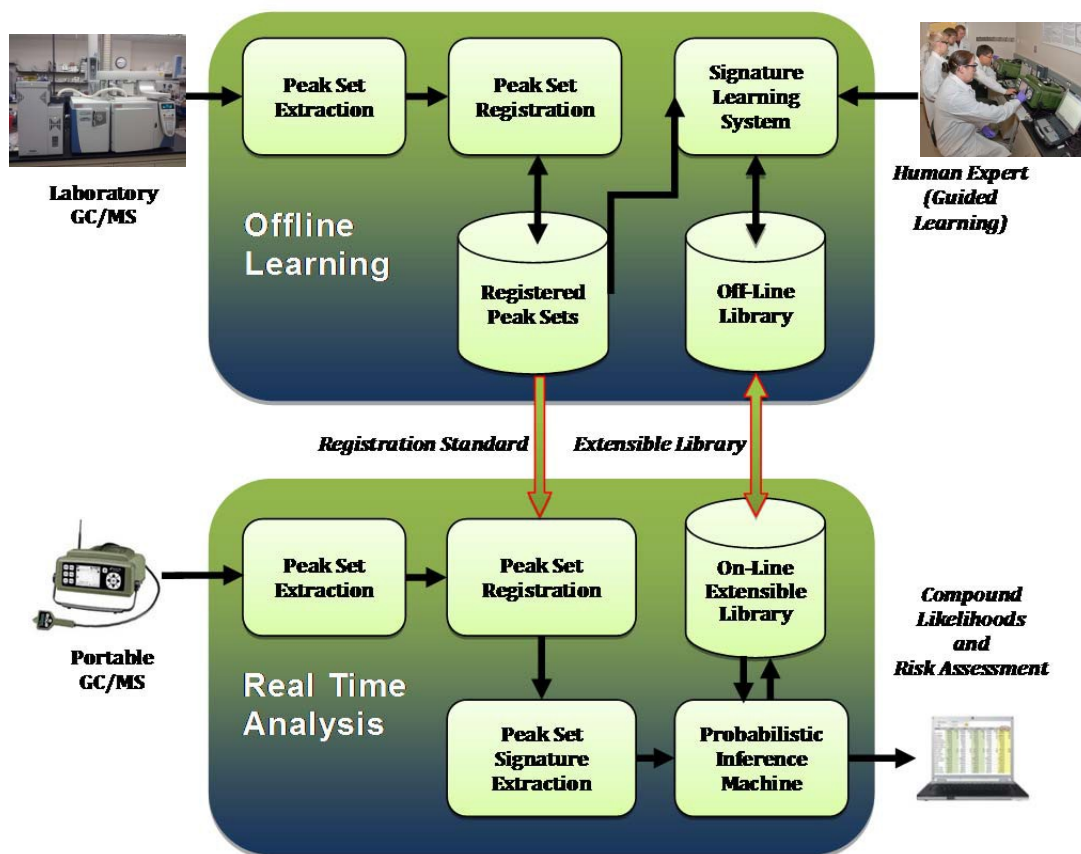 Peak Set
Extraction
Peak Set
Registration
Signature
Learning
System
Laboratory
GC/MS
Human Expert
(Guided
Learning)
Offline
Learning
Registered
Peak Sets
Off-Line
Library
Registration Standard
Extensible Library
Peak Set
Extraction
Peak Set
Registration
On-Line
Extensible
Library
Compound
Likelihoods
and
Risk Assessment
Portable
GC/MS
Real Time
Analysis
Peak Set
Signature
Extraction
Probabilistic
Inference
Machine